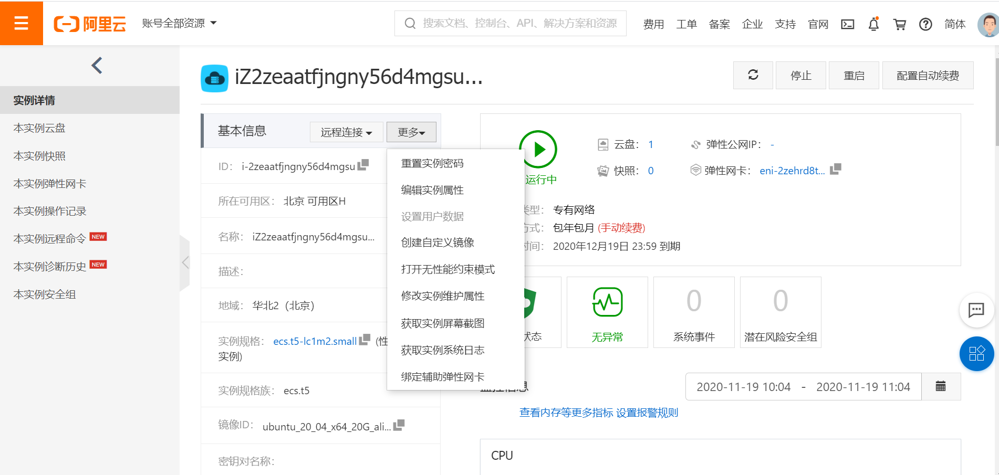 阿里云
账号全部资源
搜索文档、控制台、API、解决方案和资源
费用 工单 备案 企业 支持 官网 简体
实例详情
本实例云盘
本实例快照
本实例弹性网卡
本实例操作记录
本实例远程命令 NEW
本实例诊断历史 NEW
本实例安全组
iZ2zeaatfjngny56d4mgsu...
停止 重启 配置自动续费
基本信息 远程连接 更多
ID: i-2zeaatfjngny56d4mgsu
所在可用区: 北京 可用区H
名称: iZ2zeaatfjngny56d4mgsu...
描述:
地域: 华北2（北京）
实例规格: ecs.t5-lc1m2.small (性
实例)
实例规格族: ecs.t5
镜像ID: ubuntu_20_04_x64_20G_ali...
密钥对名称:
重置实例密码
编辑实例属性
设置用户数据
创建自定义镜像
打开无性能约束模式
修改实例维护属性
获取实例屏幕截图
获取实例系统日志
绑定辅助弹性网卡
运行中
云盘: 1 弹性公网IP: -
快照: 0 弹性网卡: eni-2zehrd8t...
类型: 专有网络
方式: 包年包月 (手动续费)
时间: 2020年12月19日 23:59 到期
状态
无异常
0
系统事件
0
潜在风险安全组
监控信息
2020-11-19 10:04 - 2020-11-19 11:04
查看内存等更多指标 设置报警规则
CPU